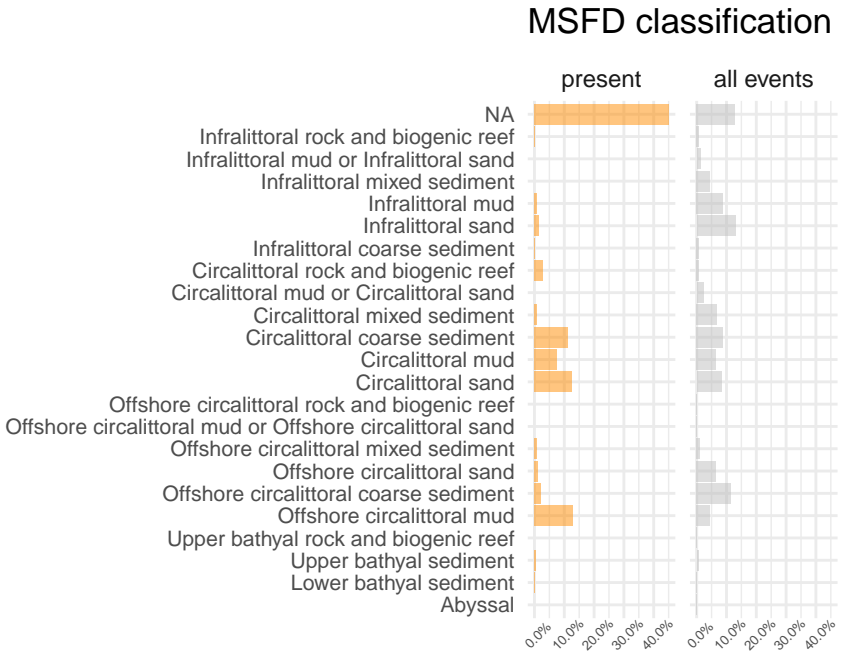 MSFD classification
present
all events
NA
Infralittoral rock and biogenic reef
Infralittoral mud or Infralittoral sand
Infralittoral mixed sediment
Infralittoral mud
Infralittoral sand
Infralittoral coarse sediment
Circalittoral rock and biogenic reef
Circalittoral mud or Circalittoral sand
Circalittoral mixed sediment
Circalittoral coarse sediment
Circalittoral mud
Circalittoral sand
Offshore circalittoral rock and biogenic reef
Offshore circalittoral mud or Offshore circalittoral sand
Offshore circalittoral mixed sediment
Offshore circalittoral sand
Offshore circalittoral coarse sediment
Offshore circalittoral mud
Upper bathyal rock and biogenic reef
Upper bathyal sediment
Lower bathyal sediment
Abyssal
0.0% 10.0% 20.0% 30.0% 40.0% 0.0% 10.0% 20.0% 30.0% 40.0%